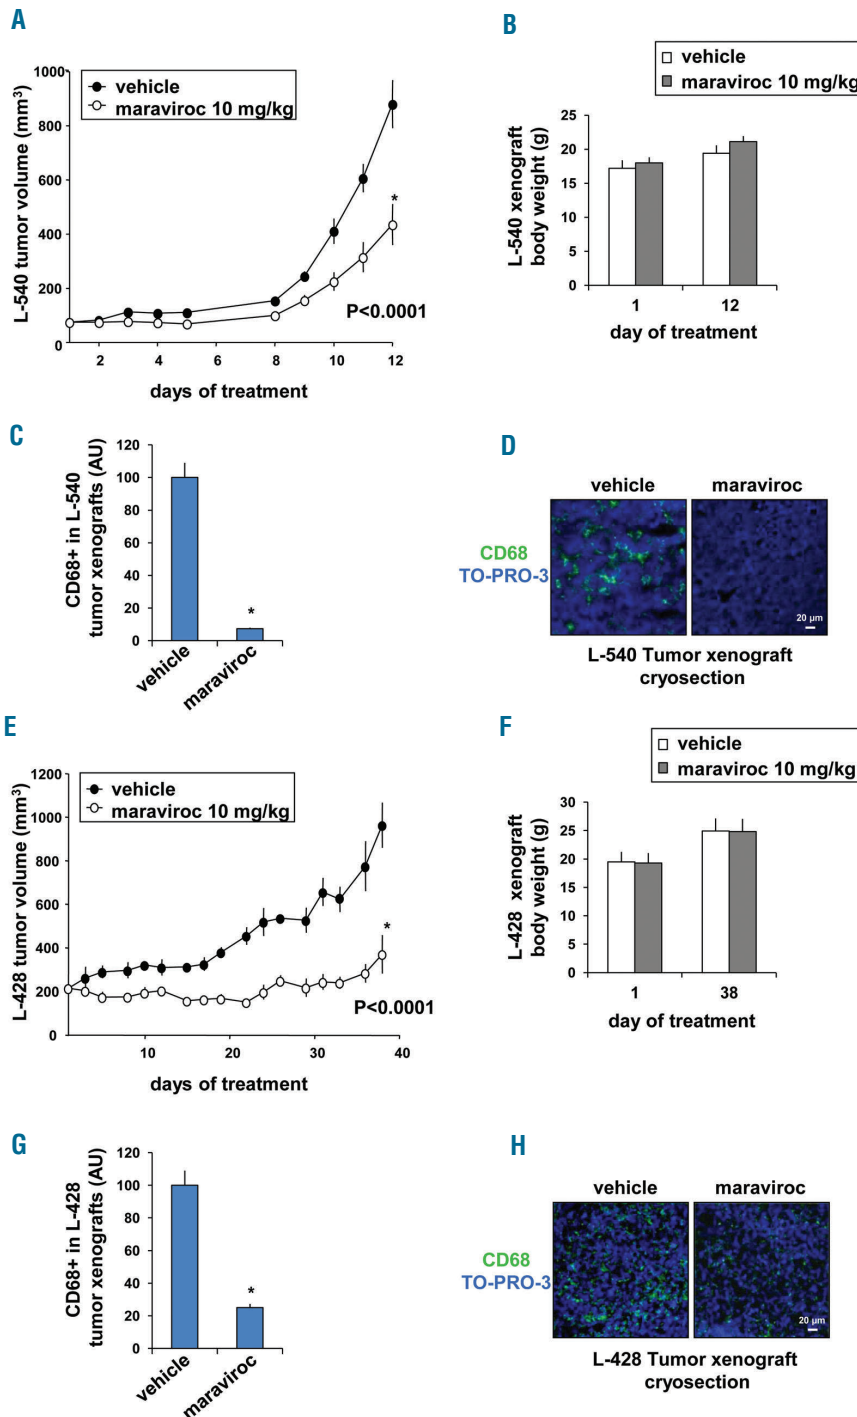 A
L-540 tumor volume (mm³)
1000
800
600
400
200
0
vehicle
maraviroc 10 mg/kg
*
P<0.0001
2 4 6 8 10 12
days of treatment
B
vehicle
maraviroc 10 mg/kg
L-540 xenograft
body weight (g)
25
20
15
10
5
0
1 12
day of treatment
C
CD68+ in L-540
tumor xenografts (AU)
120
100
80
60
40
20
0
*
vehicle
maraviroc
D
vehicle maraviroc
CD68
TO-PRO-3
20 µm
L-540 Tumor xenograft
cryosection
E
L-428 tumor volume (mm³)
1200
1000
800
600
400
200
0
vehicle
maraviroc 10 mg/kg
*
P<0.0001
10 20 30 40
days of treatment
F
vehicle
maraviroc 10 mg/kg
L-428 xenograft
body weight (g)
30
25
20
15
10
5
0
1 38
day of treatment
G
CD68+ in L-428
tumor xenografts (AU)
120
100
80
60
40
20
0
*
vehicle
maraviroc
H
vehicle maraviroc
CD68
TO-PRO-3
20 µm
L-428 Tumor xenograft
cryosection